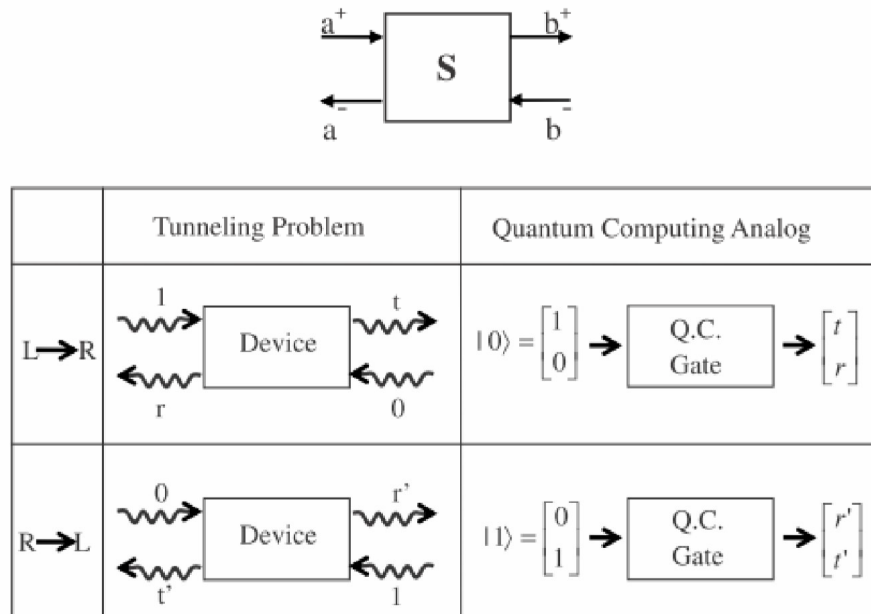 a⁺ b⁺
S
a⁻ b⁻
Tunneling Problem Quantum Computing Analog
L R
1 t
Device
r 0
|0⟩ = [1 0]
Q.C.
Gate
[t r]
R L
0 r'
Device
t' 1
|1⟩ = [0 1]
Q.C.
Gate
[r' t']